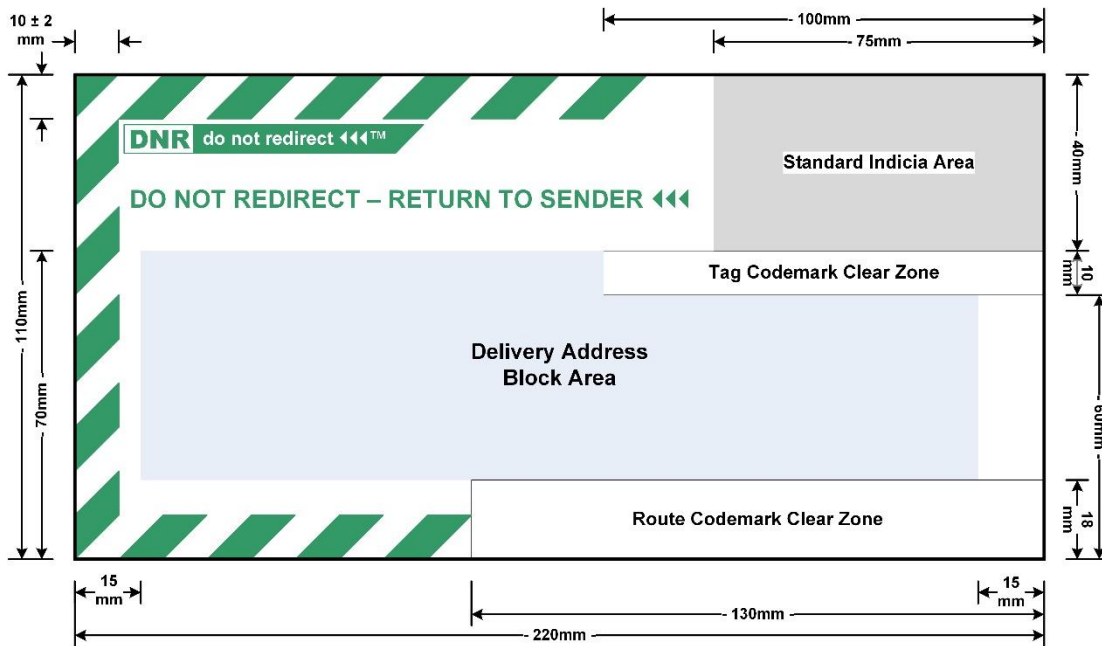 10 ± 2
mm
100mm
75mm
DNR do not redirect ™
Standard Indicia Area
40mm
DO NOT REDIRECT – RETURN TO SENDER
Tag Codemark Clear Zone
10
mm
110mm
70mm
Delivery Address
Block Area
60mm
Route Codemark Clear Zone
18
mm
15
mm
15
mm
130mm
220mm